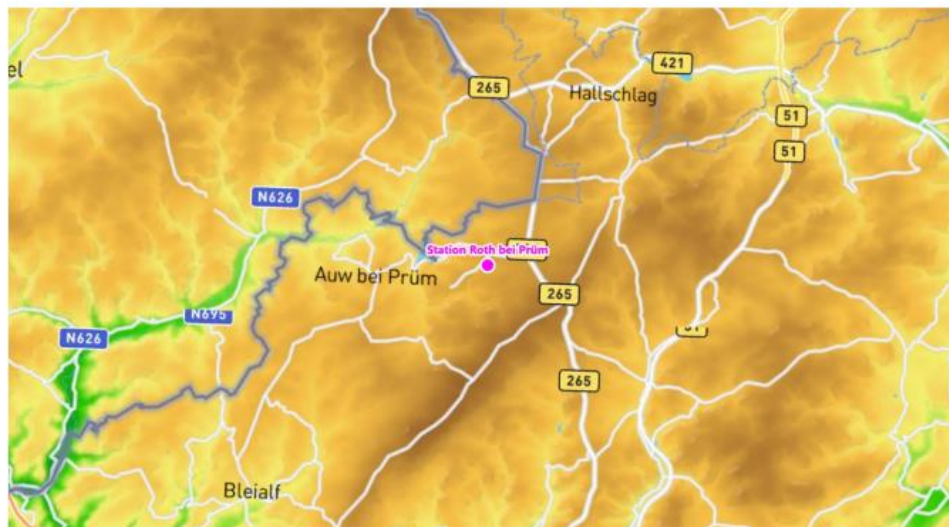 el
421
265
Hallschlag
51
51
N626
Station Roth bei Prüm
Auw bei Prüm
265
N695
N626
265
Bleialf